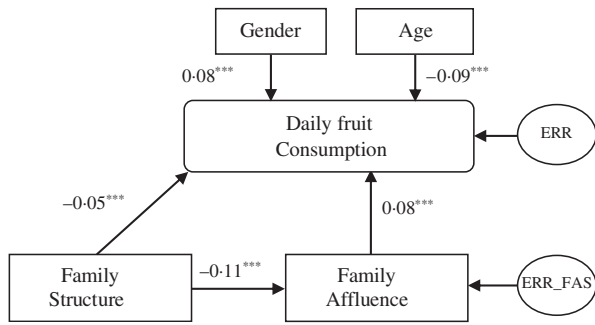 Gender
Age
0·08***
–0·09***
Daily fruit
Consumption
ERR
–0·05***
0·08***
Family
Structure
–0·11***
Family
Affluence
ERR_FAS